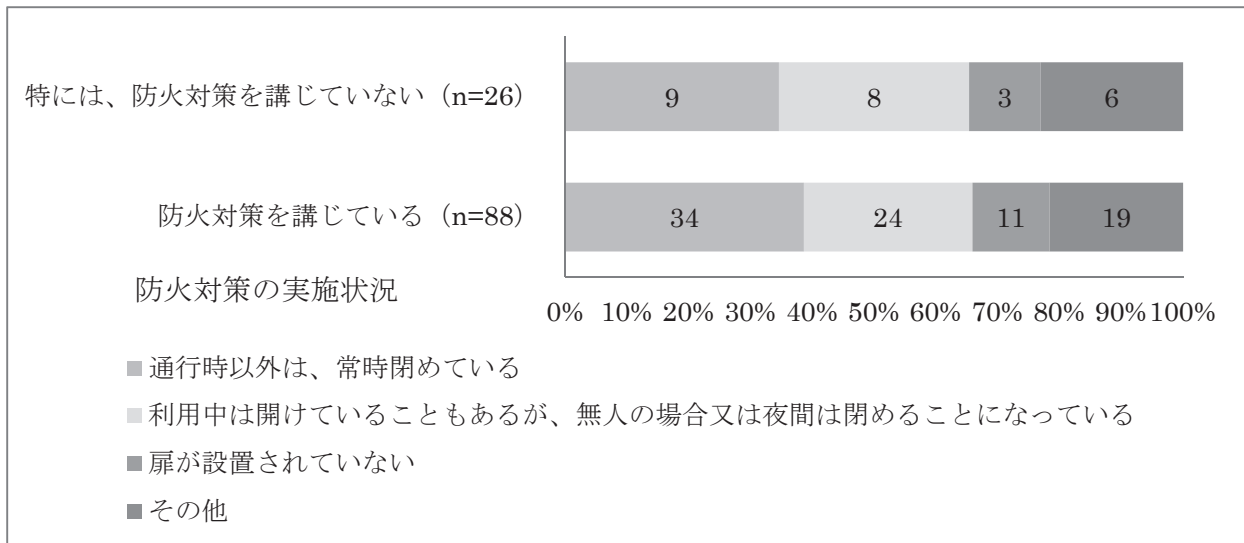 特には、防火対策を講じていない（n=26） 9 8 3 6
防火対策を講じている（n=88） 34 24 11 19
防火対策の実施状況
0% 10% 20% 30% 40% 50% 60% 70% 80% 90% 100%
通行時以外は、常時閉めている
利用中は開けていることもあるが、無人の場合又は夜間は閉めることになっている
扉が設置されていない
その他